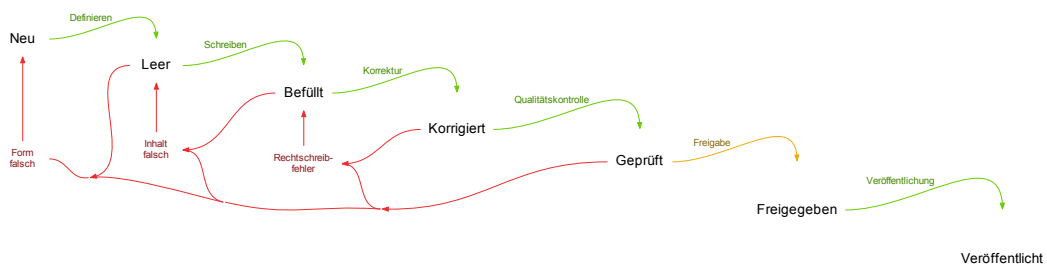 Definieren
Neu
Schreiben
Leer
Korrektur
Befüllt
Qualitätskontrolle
Korrigiert
Freigabe
Form
falsch
Inhalt
falsch
Rechtschreib-
fehler
Geprüft
Veröffentlichung
Freigegeben
Veröffentlicht